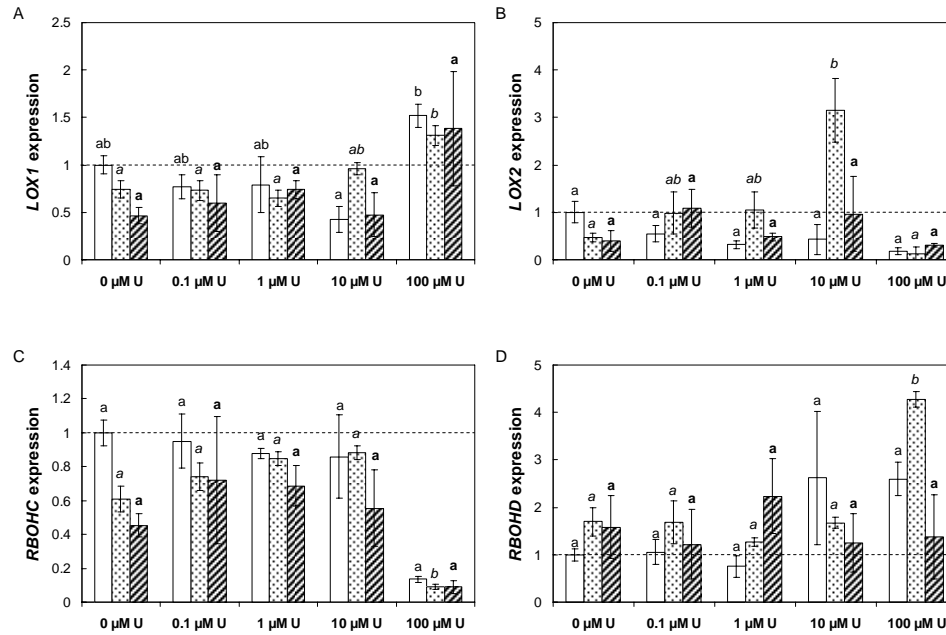 A
LOX1 expression
2.5
2
1.5
1
0.5
0
ab a a
ab a a
ab a a
a ab a
b b a
0 µM U 0.1 µM U 1 µM U 10 µM U 100 µM U
B
LOX2 expression
5
4
3
2
1
0
a a a
a ab a
a ab a
a b a
a a a
0 µM U 0.1 µM U 1 µM U 10 µM U 100 µM U
C
RBOHC expression
1.4
1.2
1
0.8
0.6
0.4
0.2
0
a a a
a a a
a a a
a a a
a b a
0 µM U 0.1 µM U 1 µM U 10 µM U 100 µM U
D
RBOHD expression
5
4
3
2
1
0
a a a
a a a
a a a
a a a
a b a
0 µM U 0.1 µM U 1 µM U 10 µM U 100 µM U